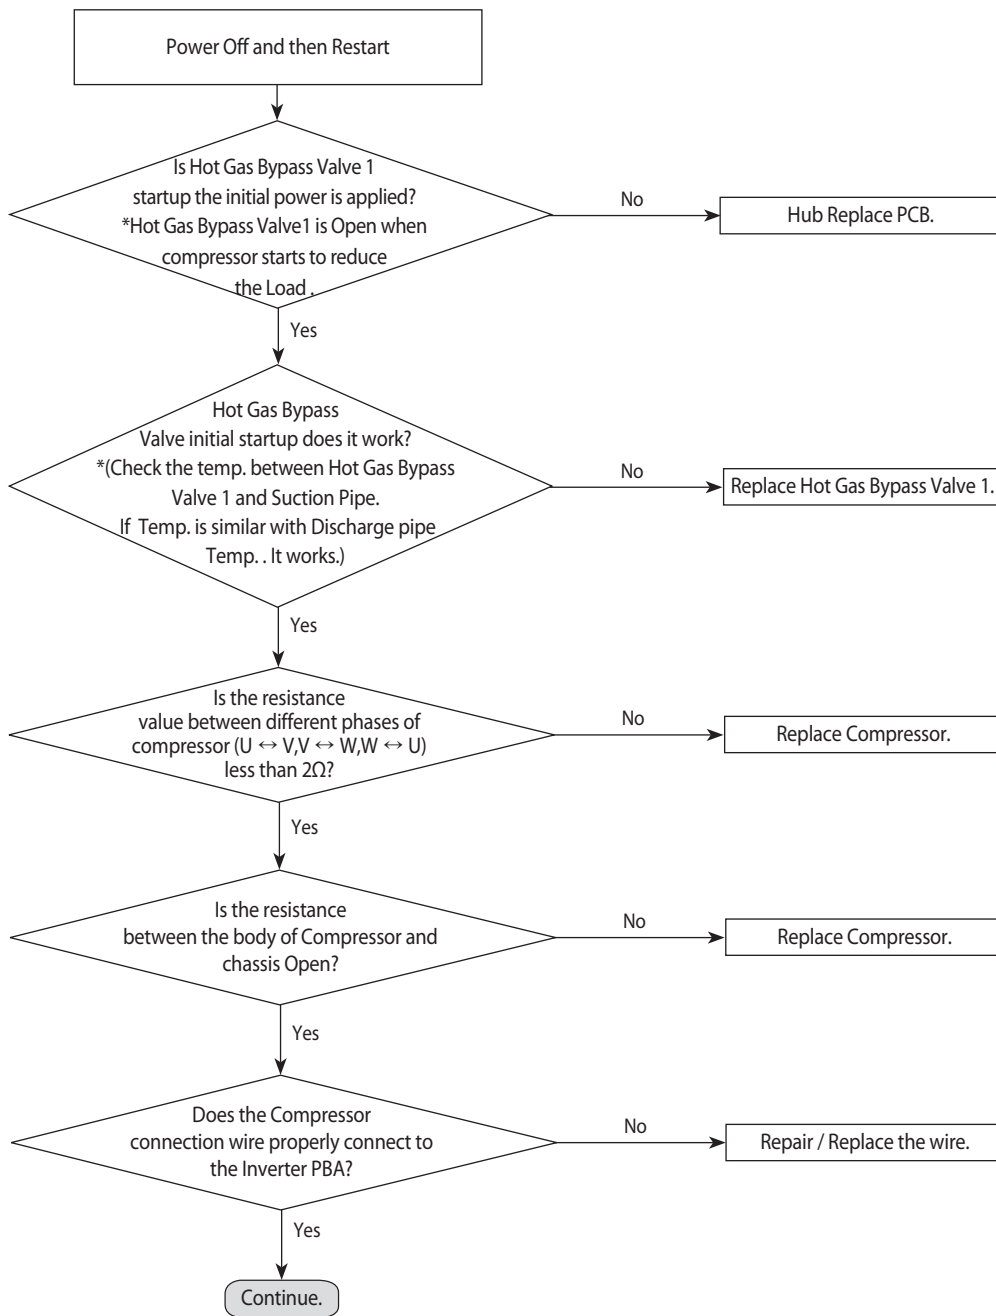 Power Off and then Restart
Is Hot Gas Bypass Valve 1
startup the initial power is applied?
*Hot Gas Bypass Valve1 is Open when
compressor starts to reduce
the Load .
No
Hub Replace PCB.
Yes
Hot Gas Bypass
Valve initial startup does it work?
*(Check the temp. between Hot Gas Bypass
Valve 1 and Suction Pipe.
If Temp. is similar with Discharge pipe
Temp. . It works.)
No
Replace Hot Gas Bypass Valve 1.
Yes
Is the resistance
value between different phases of
compressor (U ↔ V,V ↔ W,W ↔ U)
less than 2Ω?
No
Replace Compressor.
Yes
Is the resistance
between the body of Compressor and
chassis Open?
No
Replace Compressor.
Yes
Does the Compressor
connection wire properly connect to
the Inverter PBA?
No
Repair / Replace the wire.
Yes
Continue.